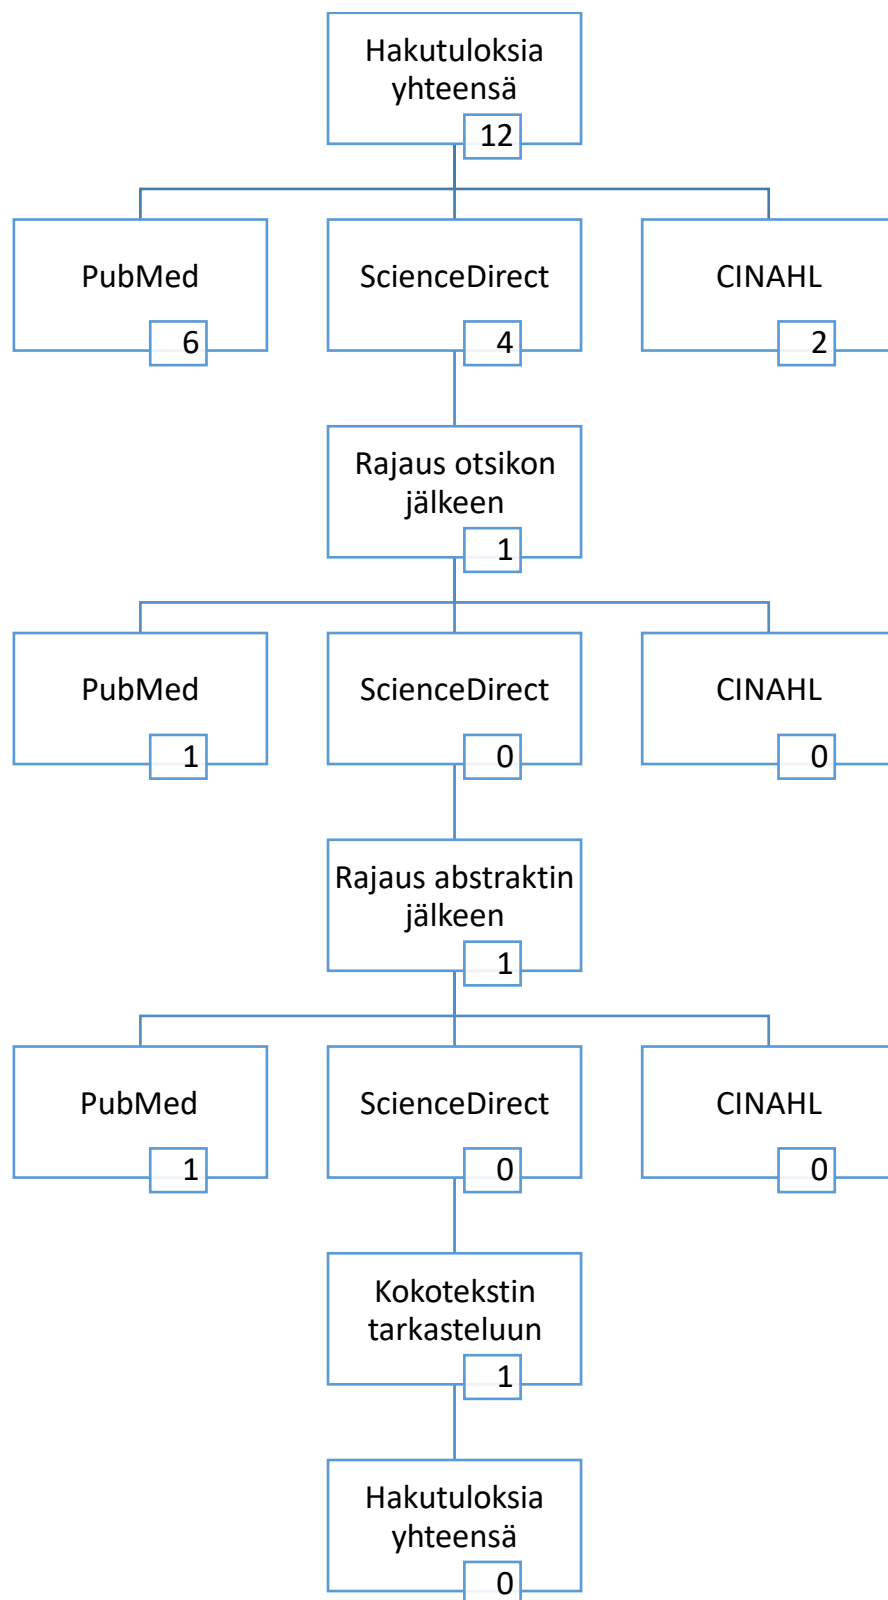 Hakutuloksia
yhteensä
12
PubMed
6
ScienceDirect
4
CINAHL
2
Rajaus otsikon
jälkeen
1
PubMed
1
ScienceDirect
0
CINAHL
0
Rajaus abstraktin
jälkeen
1
PubMed
1
ScienceDirect
0
CINAHL
0
Kokotekstin
tarkasteluun
1
Hakutuloksia
yhteensä
0